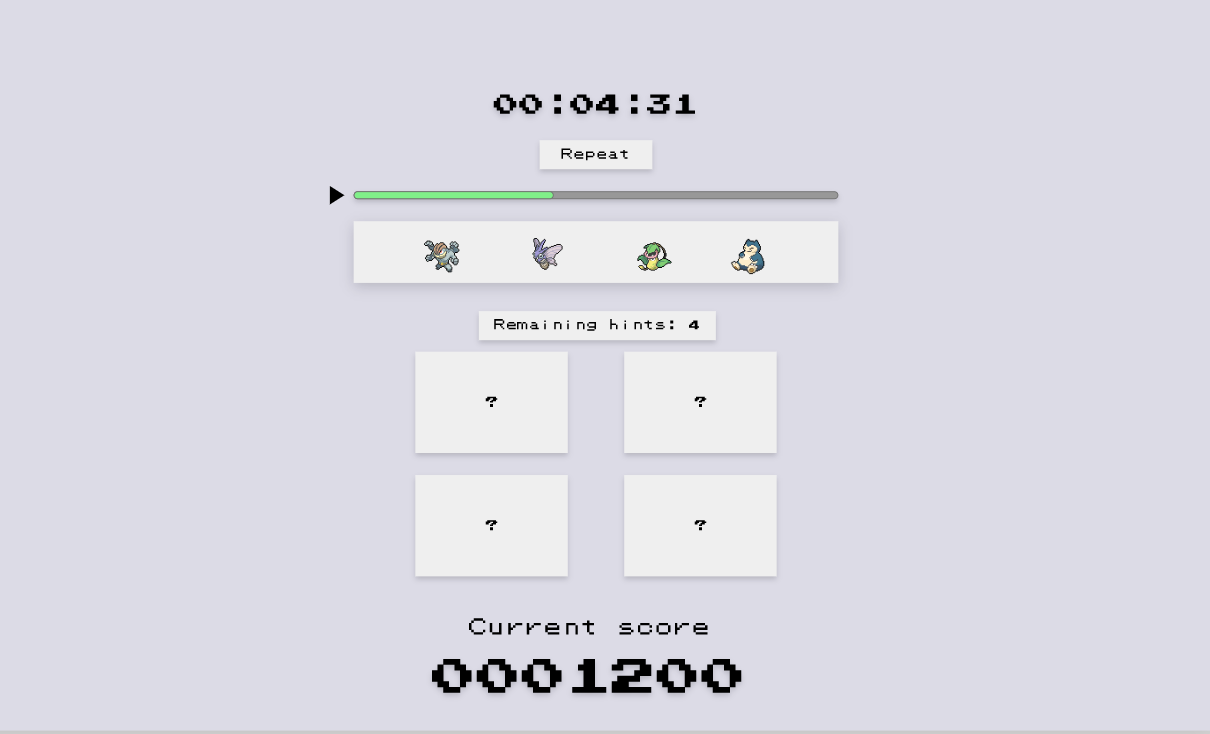 00:04:31
Repeat
Remaining hints: 4
? ?
? ?
Current score
0001200